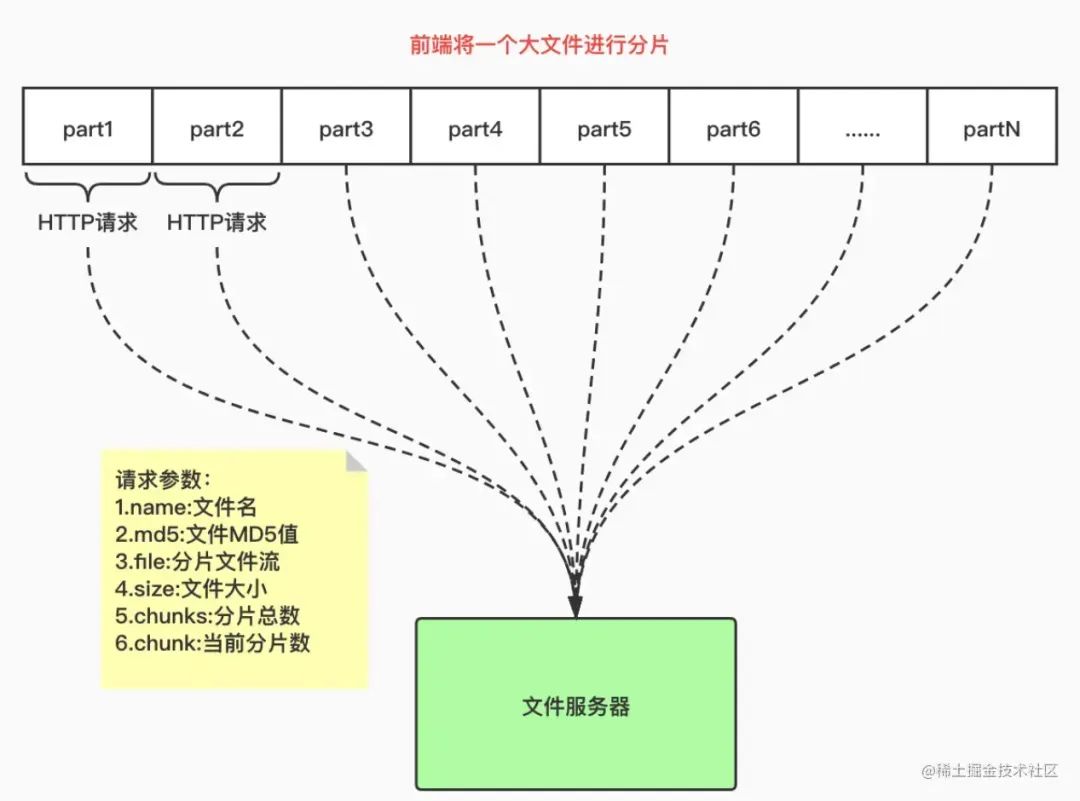 前端将一个大文件进行分片
part1 part2 part3 part4 part5 part6 ...... partN
HTTP请求 HTTP请求
请求参数：
1.name:文件名
2.md5:文件MD5值
3.file:分片文件流
4.size:文件大小
5.chunks:分片总数
6.chunk:当前分片数
文件服务器
@稀土掘金技术社区